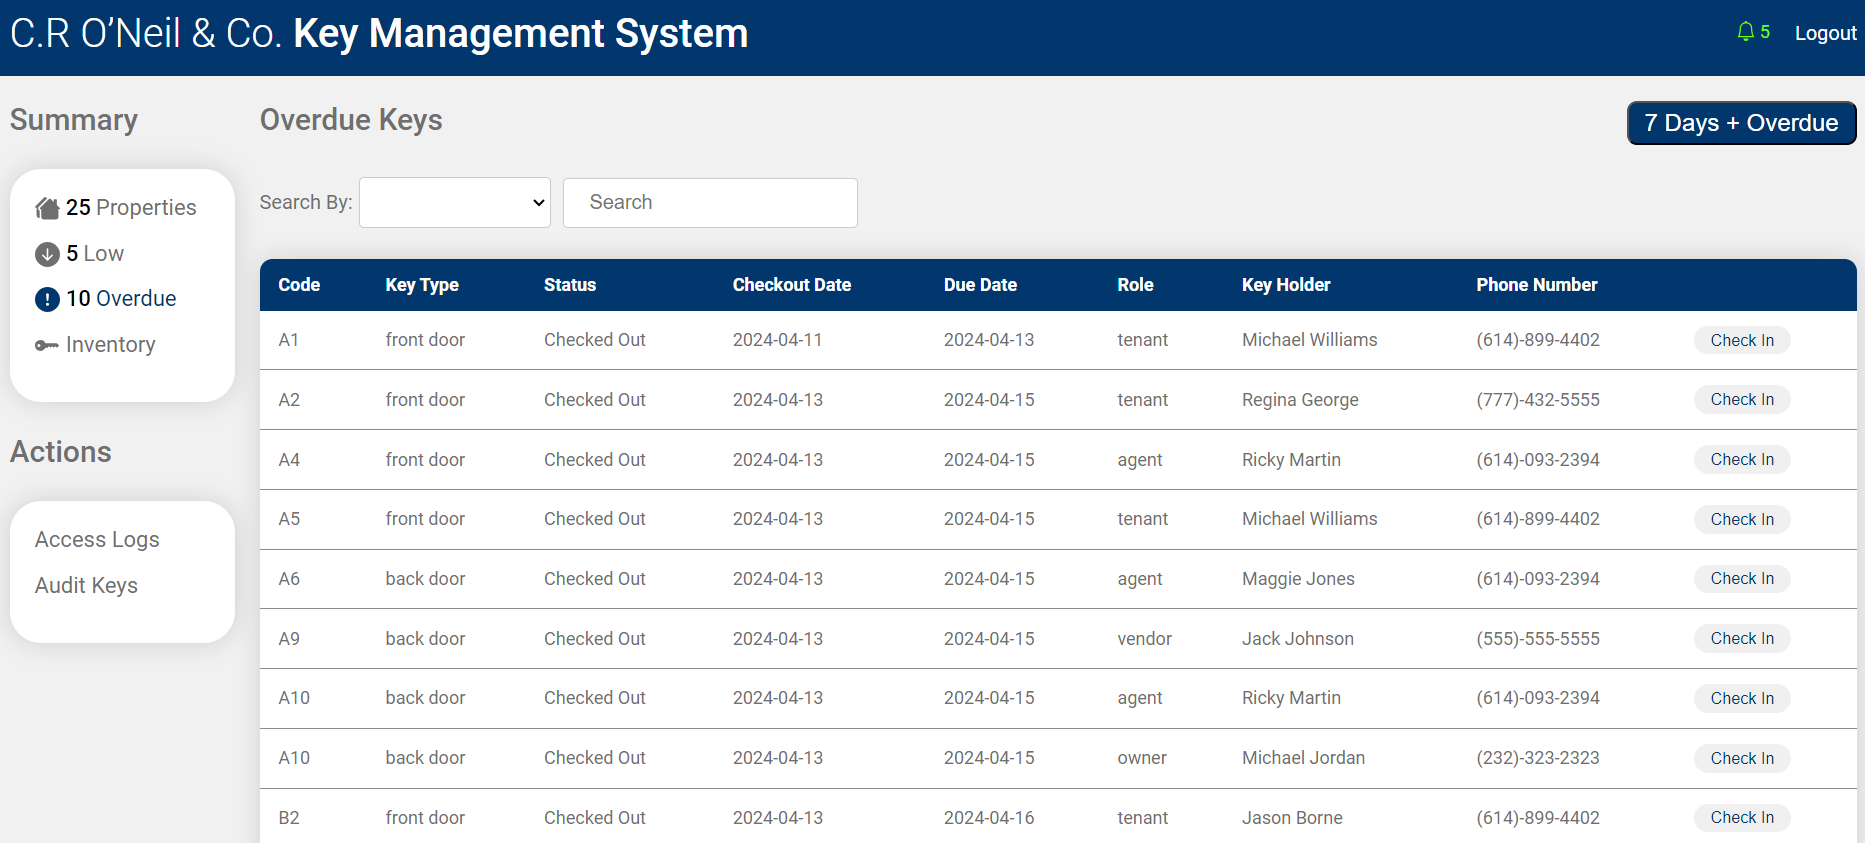 C.R O’Neil & Co. Key Management System
5
Logout
Summary
25 Properties
5 Low
10 Overdue
Inventory
Actions
Access Logs
Audit Keys
Overdue Keys
7 Days + Overdue
Search By:
Search
Code Key Type Status Checkout Date Due Date Role Key Holder Phone Number
A1 front door Checked Out 2024-04-11 2024-04-13 tenant Michael Williams (614)-899-4402 Check In
A2 front door Checked Out 2024-04-13 2024-04-15 tenant Regina George (777)-432-5555 Check In
A4 front door Checked Out 2024-04-13 2024-04-15 agent Ricky Martin (614)-093-2394 Check In
A5 front door Checked Out 2024-04-13 2024-04-15 tenant Michael Williams (614)-899-4402 Check In
A6 back door Checked Out 2024-04-13 2024-04-15 agent Maggie Jones (614)-093-2394 Check In
A9 back door Checked Out 2024-04-13 2024-04-15 vendor Jack Johnson (555)-555-5555 Check In
A10 back door Checked Out 2024-04-13 2024-04-15 agent Ricky Martin (614)-093-2394 Check In
A10 back door Checked Out 2024-04-13 2024-04-15 owner Michael Jordan (232)-323-2323 Check In
B2 front door Checked Out 2024-04-13 2024-04-16 tenant Jason Borne (614)-899-4402 Check In